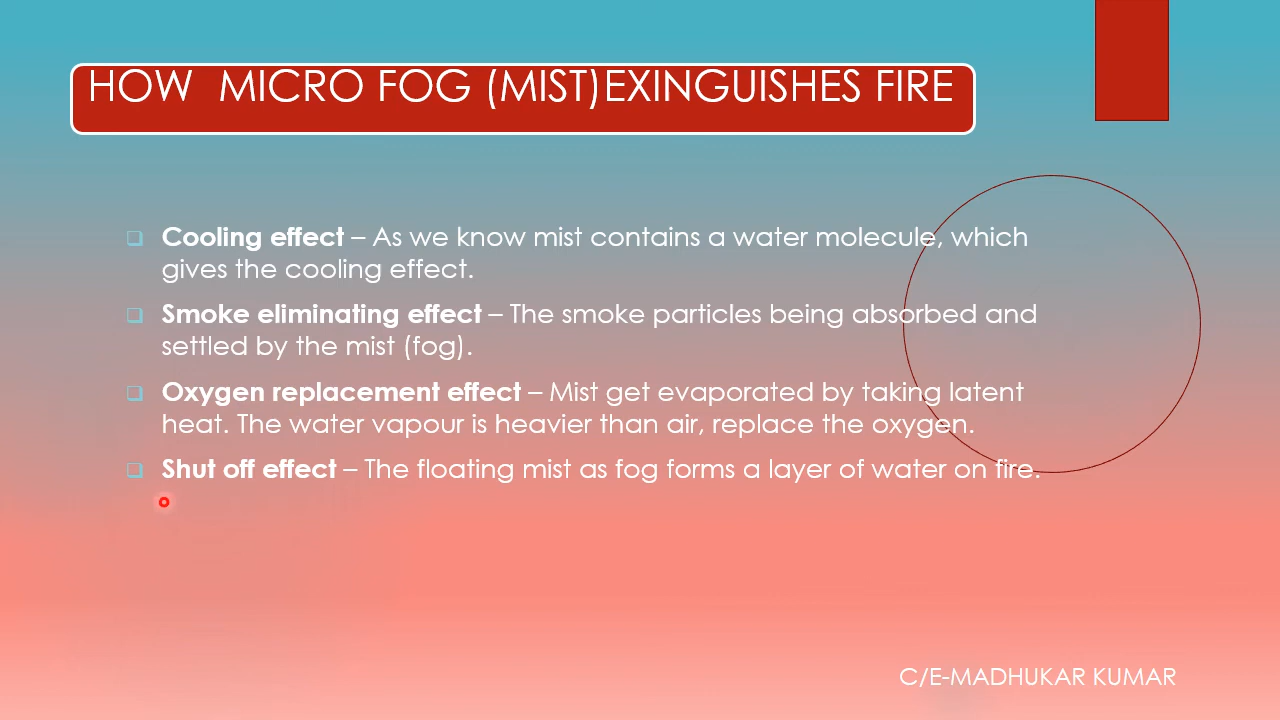 HOW  MICRO FOG (MIST)EXINGUISHES FIRE
Cooling effect – As we know mist contains a water molecule, which
gives the cooling effect.
Smoke eliminating effect – The smoke particles being absorbed and
settled by the mist (fog).
Oxygen replacement effect – Mist get evaporated by taking latent
heat. The water vapour is heavier than air, replace the oxygen.
Shut off effect – The floating mist as fog forms a layer of water on fire.
C/E-MADHUKAR KUMAR